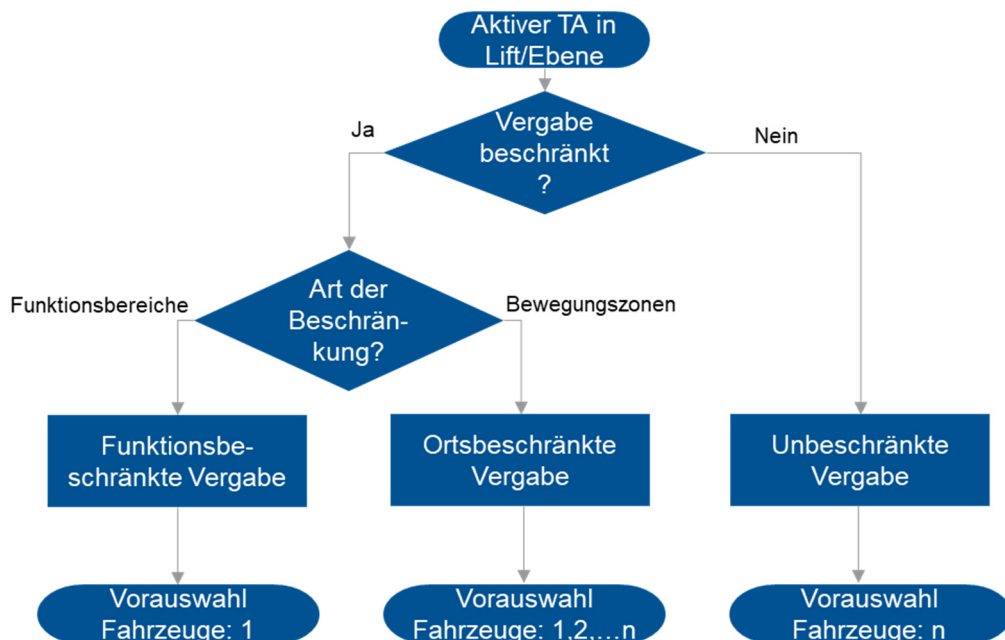 Aktiver TA in
Lift/Ebene
Vergabe
beschränkt
?
Ja
Nein
Art der
Beschrän-
kung?
Funktionsbereiche
Bewegungszonen
Funktionsbe-
schränkte Vergabe
Ortsbeschränkte
Vergabe
Unbeschränkte
Vergabe
Vorauswahl
Fahrzeuge: 1
Vorauswahl
Fahrzeuge: 1,2,…n
Vorauswahl
Fahrzeuge: n